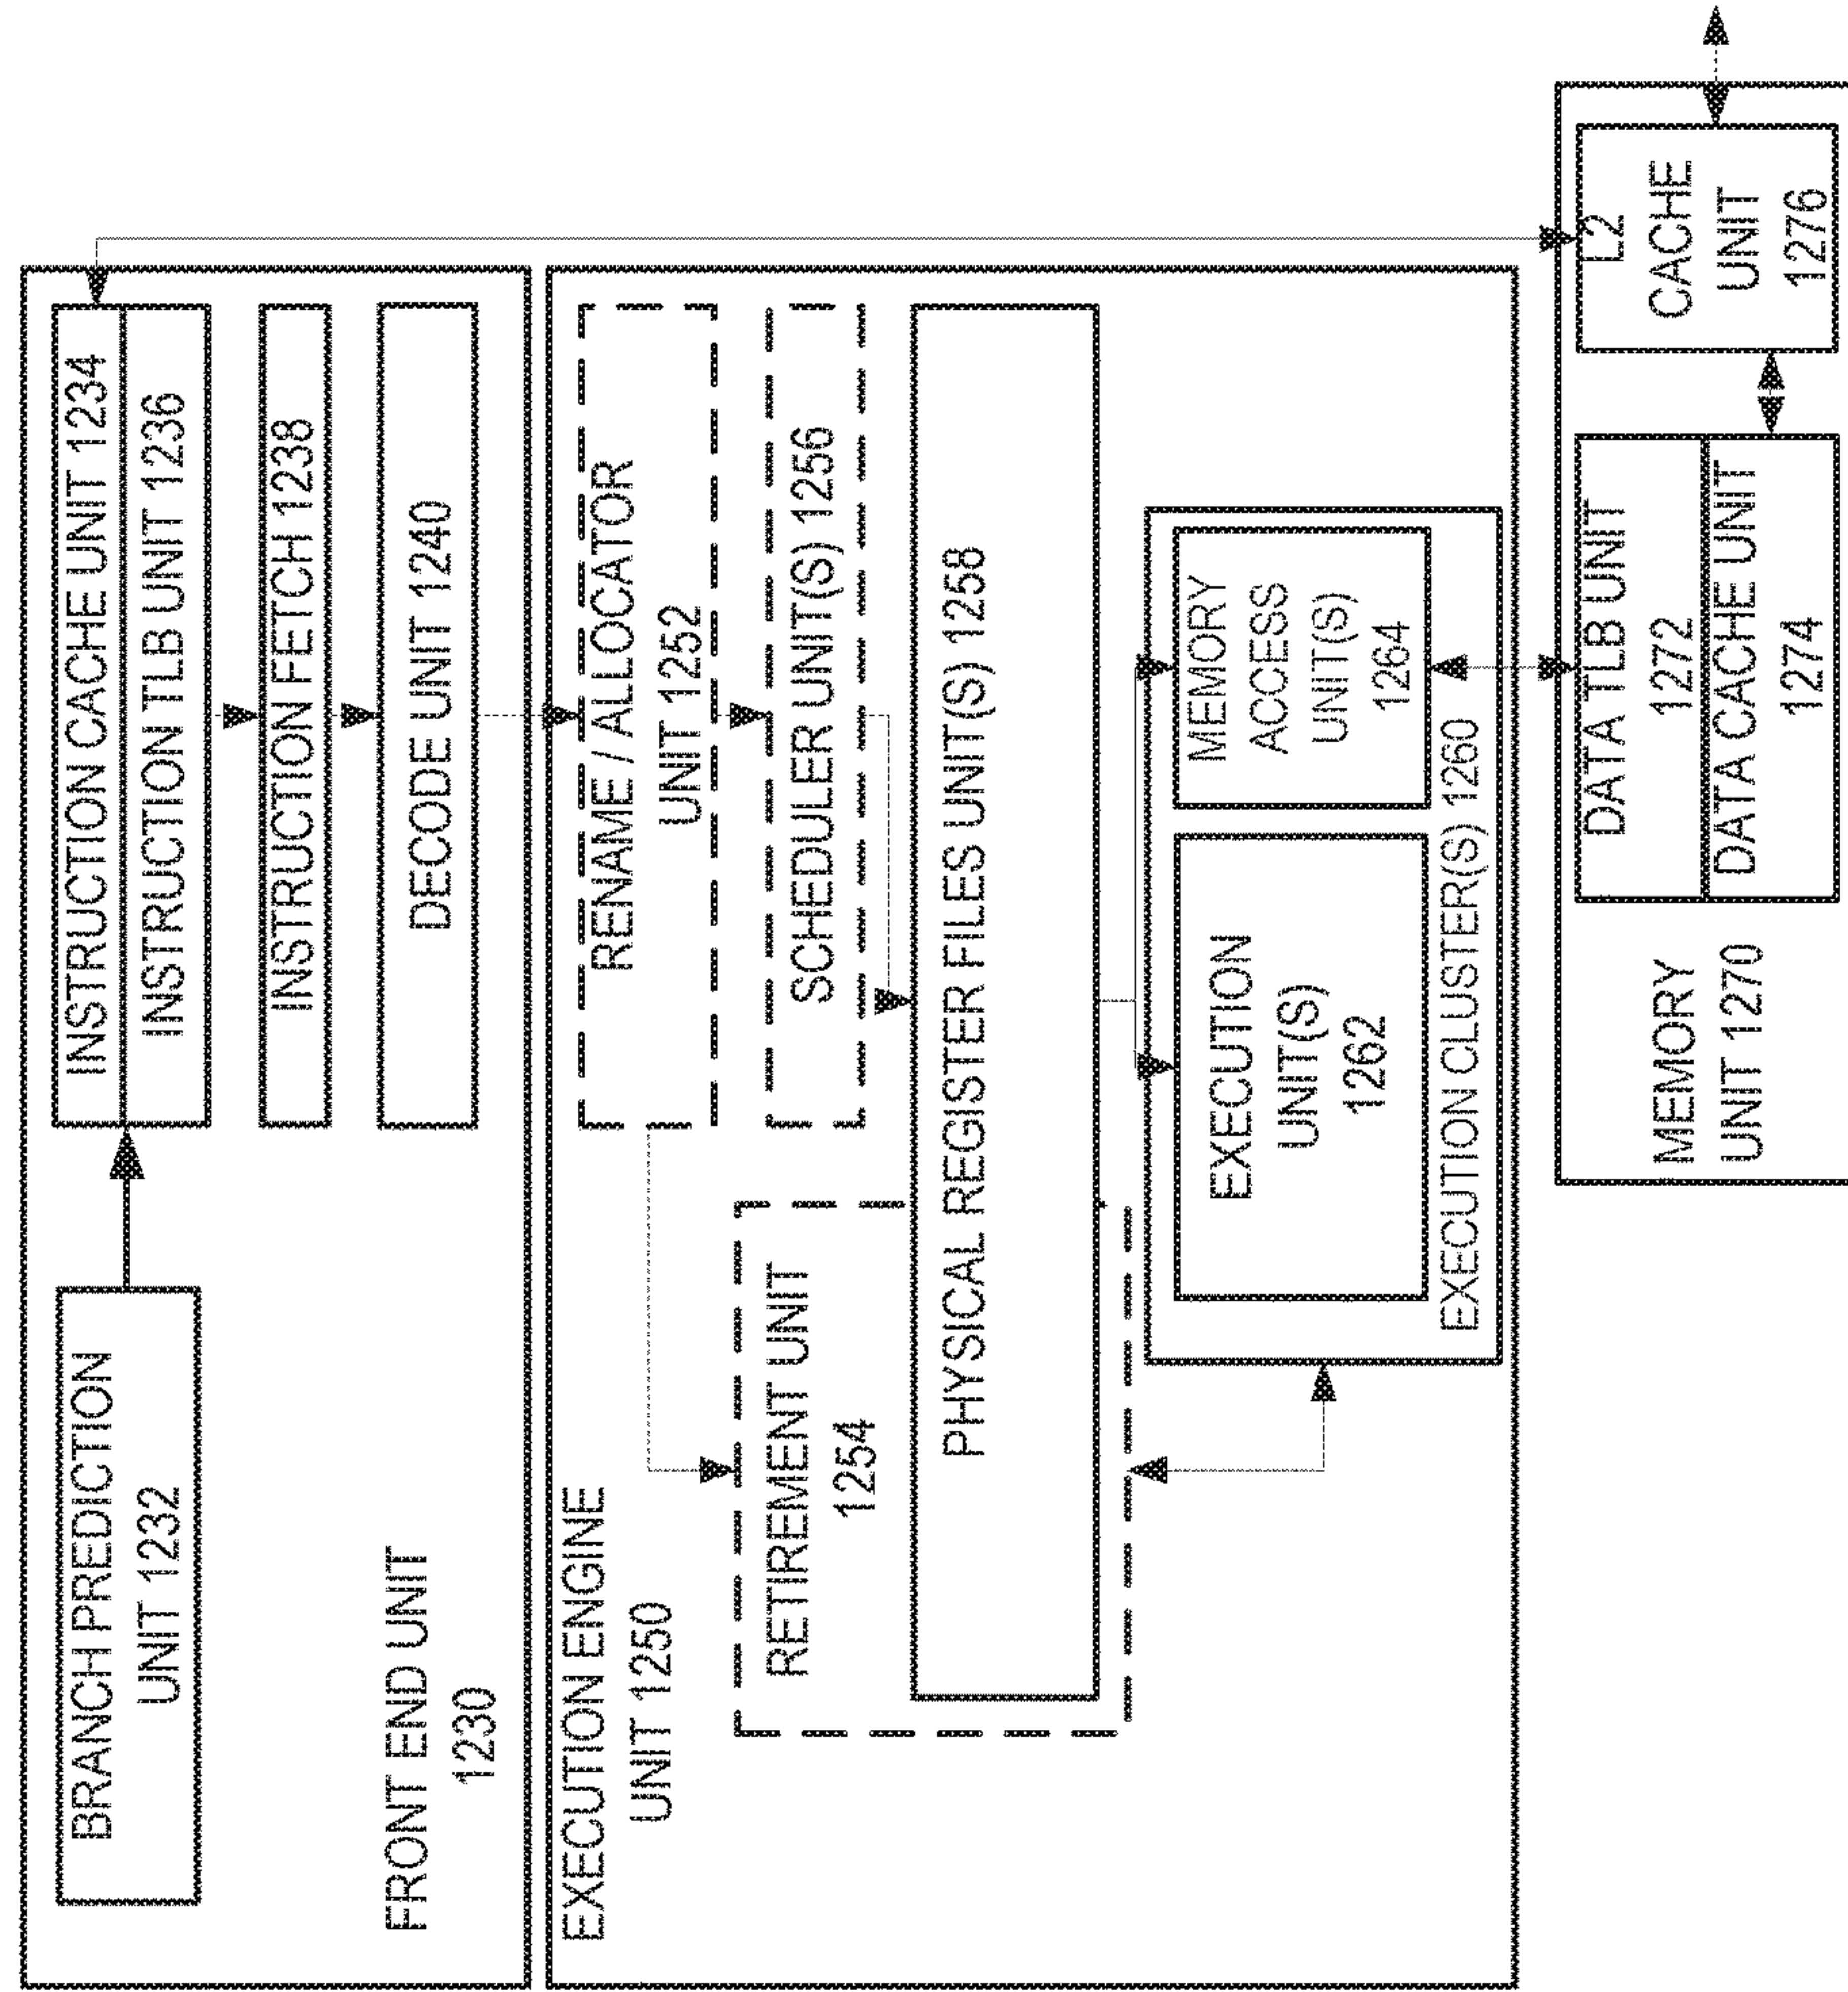 BRANCH PREDICTION
UNIT 1232
INSTRUCTION CACHE UNIT 1234
INSTRUCTION TLB UNIT 1236
INSTRUCTION FETCH 1238
DECODE UNIT 1240
FRONT END UNIT
1230
EXECUTION ENGINE
UNIT 1250
RENAME / ALLOCATOR
UNIT 1252
RETIREMENT UNIT
1254
SCHEDULER UNIT(S) 1256
PHYSICAL REGISTER FILES UNIT(S) 1258
EXECUTION
UNIT(S)
1262
MEMORY
ACCESS
UNIT(S)
1264
EXECUTION CLUSTER(S) 1260
MEMORY
UNIT 1270
DATA TLB UNIT
1272
DATA CACHE UNIT
1274
L2
CACHE
UNIT
1276